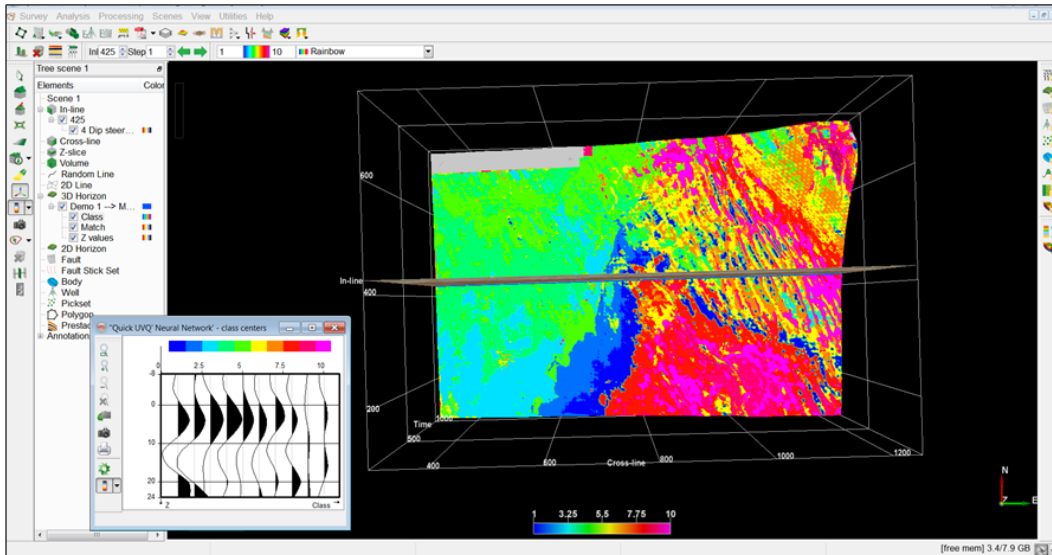 Survey Analysis Processing Scenes View Utilities Help
Inl 425 Step 1 1 10 Rainbow
Tree scene 1
Elements Color
Scene 1
In-line
425
4 Dip steer...
Cross-line
Z-slice
Volume
Random Line
2D Line
3D Horizon
Demo 1 --> M...
Class
Match
Z values
2D Horizon
Fault
Fault Stick Set
Body
Well
Pickset
Polygon
Prestac
Annotation
'Quick UVQ' Neural Network' - class centers
0 2.5 5 7.5 10
-8
0
10
20
24
Z Class
600
In-line
400
200
Time 1000
500
400 600 Cross-line 800 1000 1200
N
Z E
1 3.25 5.5 7.75 10
[free mem] 3.4/7.9 GB